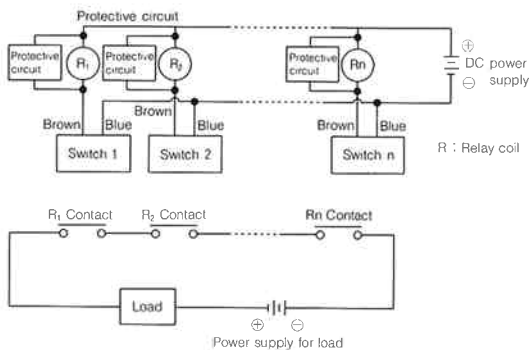 Protective circuit
Protective circuit
R₁
Protective circuit
R₂
Protective circuit
Rn
⊕
DC power supply
⊖
Brown
Blue
Brown
Blue
Brown
Blue
Switch 1
Switch 2
Switch n
R : Relay coil
R₁ Contact
R₂ Contact
Rn Contact
Load
⊕ ⊖
Power supply for load